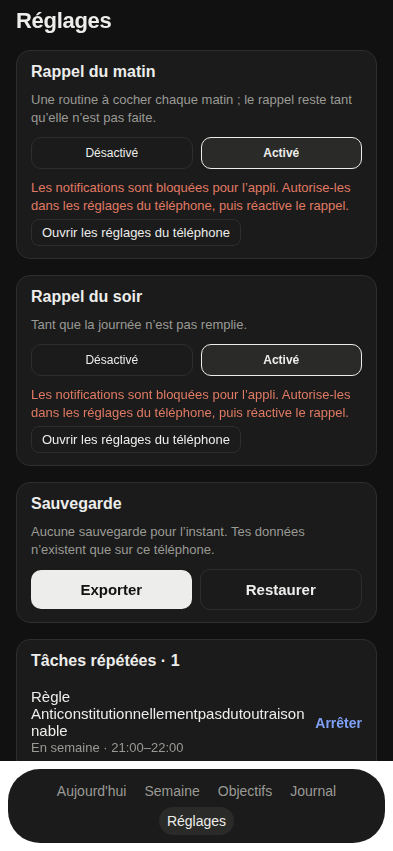 Réglages
Rappel du matin
Une routine à cocher chaque matin ; le rappel reste tant
qu’elle n’est pas faite.
Désactivé
Activé
Les notifications sont bloquées pour l’appli. Autorise-les
dans les réglages du téléphone, puis réactive le rappel.
Ouvrir les réglages du téléphone
Rappel du soir
Tant que la journée n’est pas remplie.
Désactivé
Activé
Les notifications sont bloquées pour l’appli. Autorise-les
dans les réglages du téléphone, puis réactive le rappel.
Ouvrir les réglages du téléphone
Sauvegarde
Aucune sauvegarde pour l’instant. Tes données
n’existent que sur ce téléphone.
Exporter
Restaurer
Tâches répétées · 1
Règle
Anticonstitutionnellementpasdutoutraison
nable
Arrêter
En semaine · 21:00–22:00
Aujourd'hui
Semaine
Objectifs
Journal
Réglages